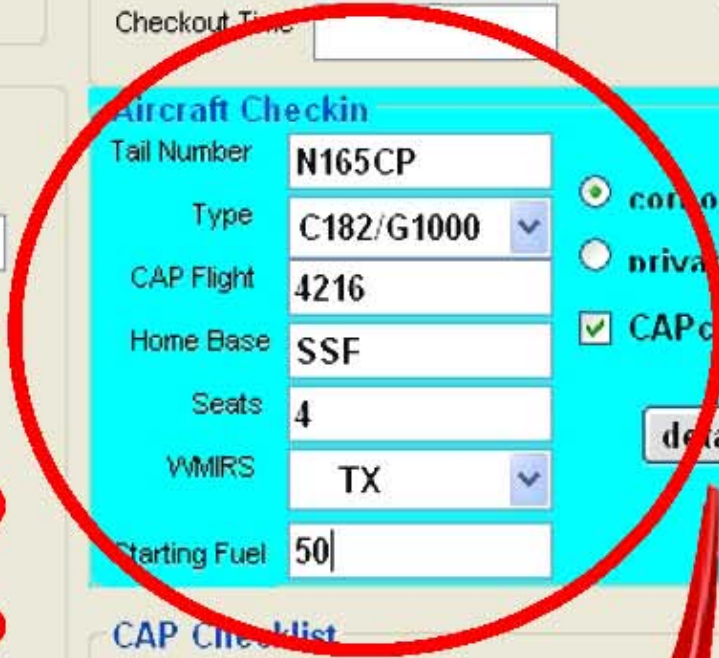 Checkout Time
Aircraft Checkin
Tail Number N165CP
Type C182/G1000
CAP Flight 4216
Home Base SSF
Seats 4
WMIRS TX
Starting Fuel 50
CAP Checklist